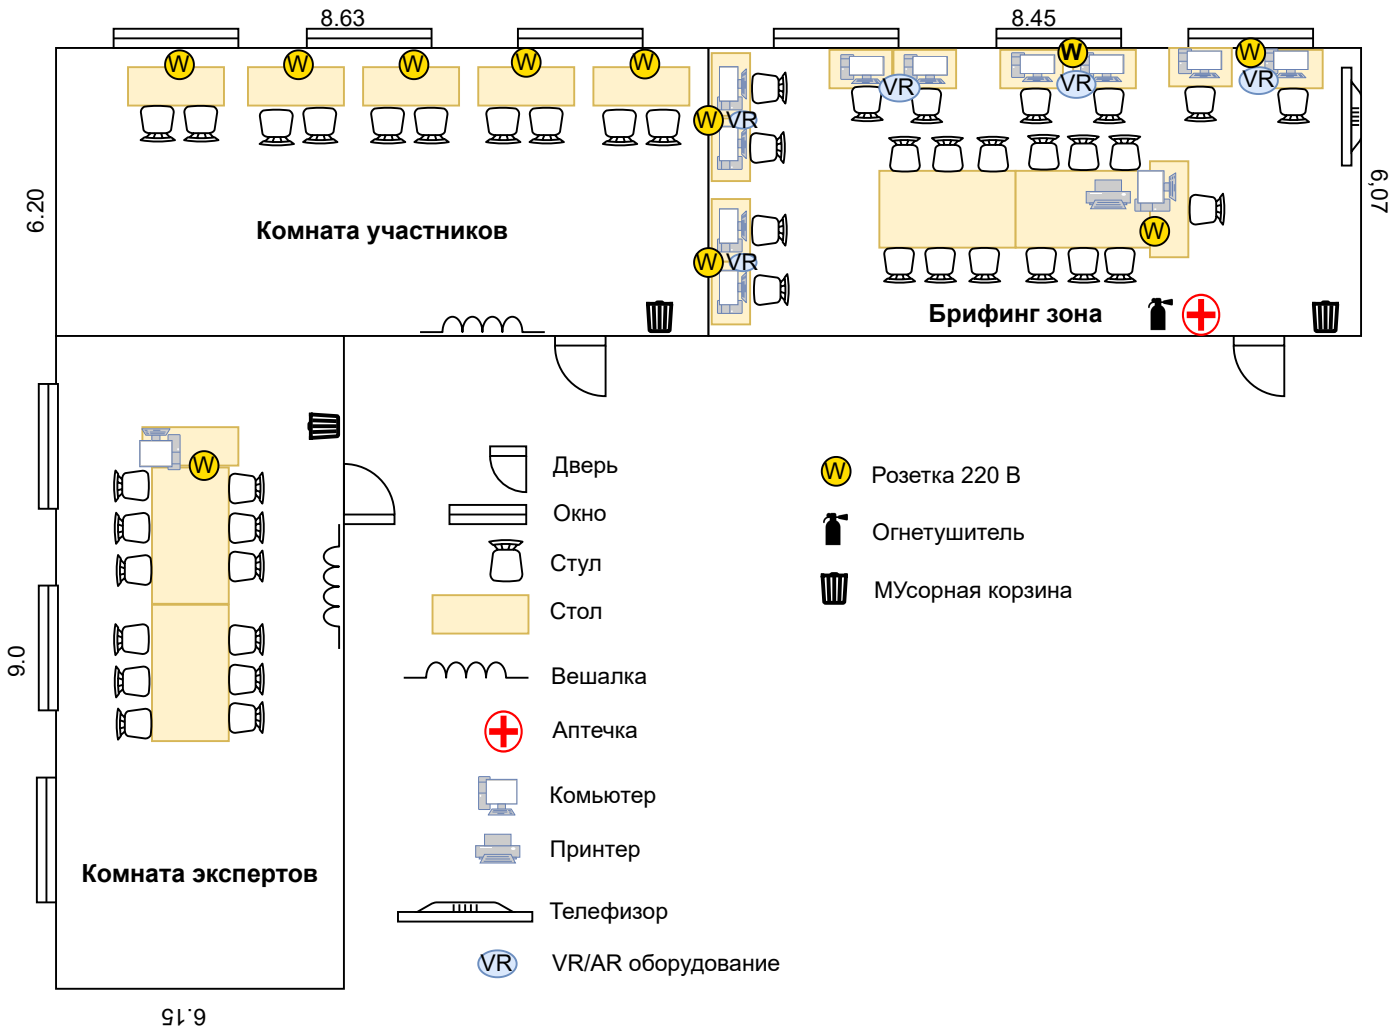 8.63
8.45
W
W
W
W
W
W
W
VR
VR
VR
W
VR
6.20
6,07
W
VR
W
VR
W
Комната участников
Брифинг зона
W
Дверь
Окно
Стул
Стол
Вешалка
Аптечка
Комьютер
Принтер
Телефизор
VR
VR/AR оборудование
W
Розетка 220 В
Огнетушитель
МУсорная корзина
9.0
Комната экспертов
6.15